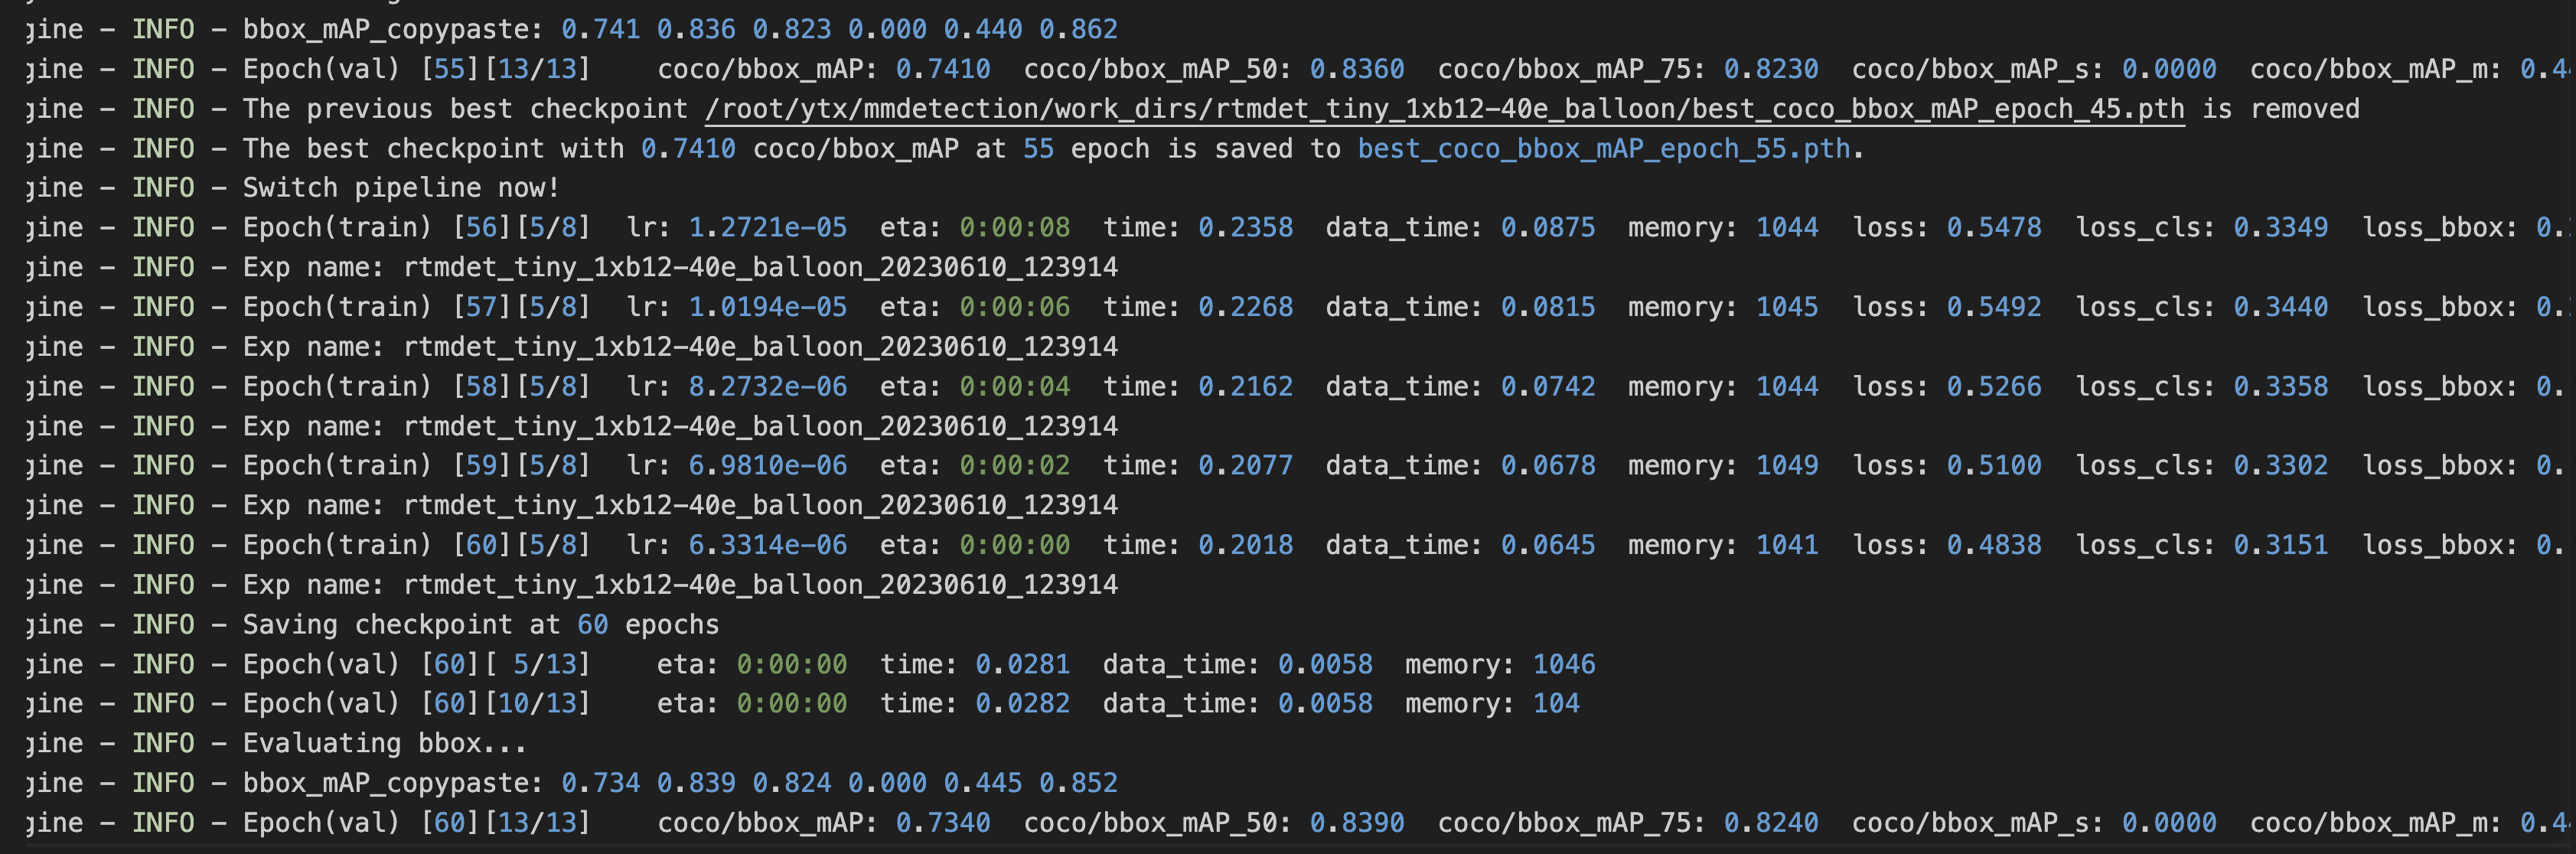 gine – INFO – bbox_mAP_copypaste: 0.741 0.836 0.823 0.000 0.440 0.862
gine – INFO – Epoch(val) [55][13/13]    coco/bbox_mAP: 0.7410  coco/bbox_mAP_50: 0.8360  coco/bbox_mAP_75: 0.8230  coco/bbox_mAP_s: 0.0000  coco/bbox_mAP_m: 0.4
gine – INFO – The previous best checkpoint /root/ytx/mmdetection/work_dirs/rtmdet_tiny_1xb12-40e_balloon/best_coco_bbox_mAP_epoch_45.pth is removed
gine – INFO – The best checkpoint with 0.7410 coco/bbox_mAP at 55 epoch is saved to best_coco_bbox_mAP_epoch_55.pth.
gine – INFO – Switch pipeline now!
gine – INFO – Epoch(train) [56][5/8]  lr: 1.2721e-05  eta: 0:00:08  time: 0.2358  data_time: 0.0875  memory: 1044  loss: 0.5478  loss_cls: 0.3349  loss_bbox: 0.
gine – INFO – Exp name: rtmdet_tiny_1xb12-40e_balloon_20230610_123914
gine – INFO – Epoch(train) [57][5/8]  lr: 1.0194e-05  eta: 0:00:06  time: 0.2268  data_time: 0.0815  memory: 1045  loss: 0.5492  loss_cls: 0.3440  loss_bbox: 0.
gine – INFO – Exp name: rtmdet_tiny_1xb12-40e_balloon_20230610_123914
gine – INFO – Epoch(train) [58][5/8]  lr: 8.2732e-06  eta: 0:00:04  time: 0.2162  data_time: 0.0742  memory: 1044  loss: 0.5266  loss_cls: 0.3358  loss_bbox: 0.
gine – INFO – Exp name: rtmdet_tiny_1xb12-40e_balloon_20230610_123914
gine – INFO – Epoch(train) [59][5/8]  lr: 6.9810e-06  eta: 0:00:02  time: 0.2077  data_time: 0.0678  memory: 1049  loss: 0.5100  loss_cls: 0.3302  loss_bbox: 0.
gine – INFO – Exp name: rtmdet_tiny_1xb12-40e_balloon_20230610_123914
gine – INFO – Epoch(train) [60][5/8]  lr: 6.3314e-06  eta: 0:00:00  time: 0.2018  data_time: 0.0645  memory: 1041  loss: 0.4838  loss_cls: 0.3151  loss_bbox: 0.
gine – INFO – Exp name: rtmdet_tiny_1xb12-40e_balloon_20230610_123914
gine – INFO – Saving checkpoint at 60 epochs
gine – INFO – Epoch(val) [60][ 5/13]    eta: 0:00:00  time: 0.0281  data_time: 0.0058  memory: 1046
gine – INFO – Epoch(val) [60][10/13]    eta: 0:00:00  time: 0.0282  data_time: 0.0058  memory: 104
gine – INFO – Evaluating bbox...
gine – INFO – bbox_mAP_copypaste: 0.734 0.839 0.824 0.000 0.445 0.852
gine – INFO – Epoch(val) [60][13/13]    coco/bbox_mAP: 0.7340  coco/bbox_mAP_50: 0.8390  coco/bbox_mAP_75: 0.8240  coco/bbox_mAP_s: 0.0000  coco/bbox_mAP_m: 0.4